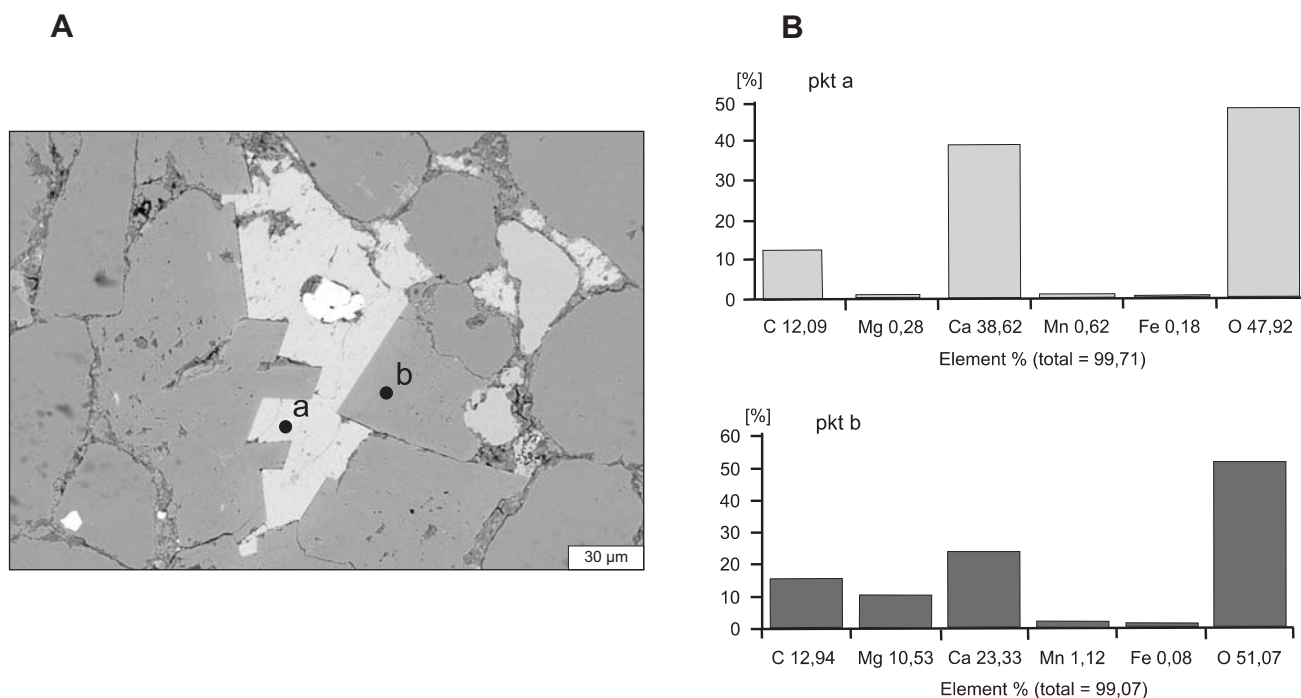 A
B
a
b
30 µm
[%]
pkt a
50
40
30
20
10
0
C 12,09 Mg 0,28 Ca 38,62 Mn 0,62 Fe 0,18 O 47,92
Element % (total = 99,71)
[%]
pkt b
60
50
40
30
20
10
0
C 12,94 Mg 10,53 Ca 23,33 Mn 1,12 Fe 0,08 O 51,07
Element % (total = 99,07)